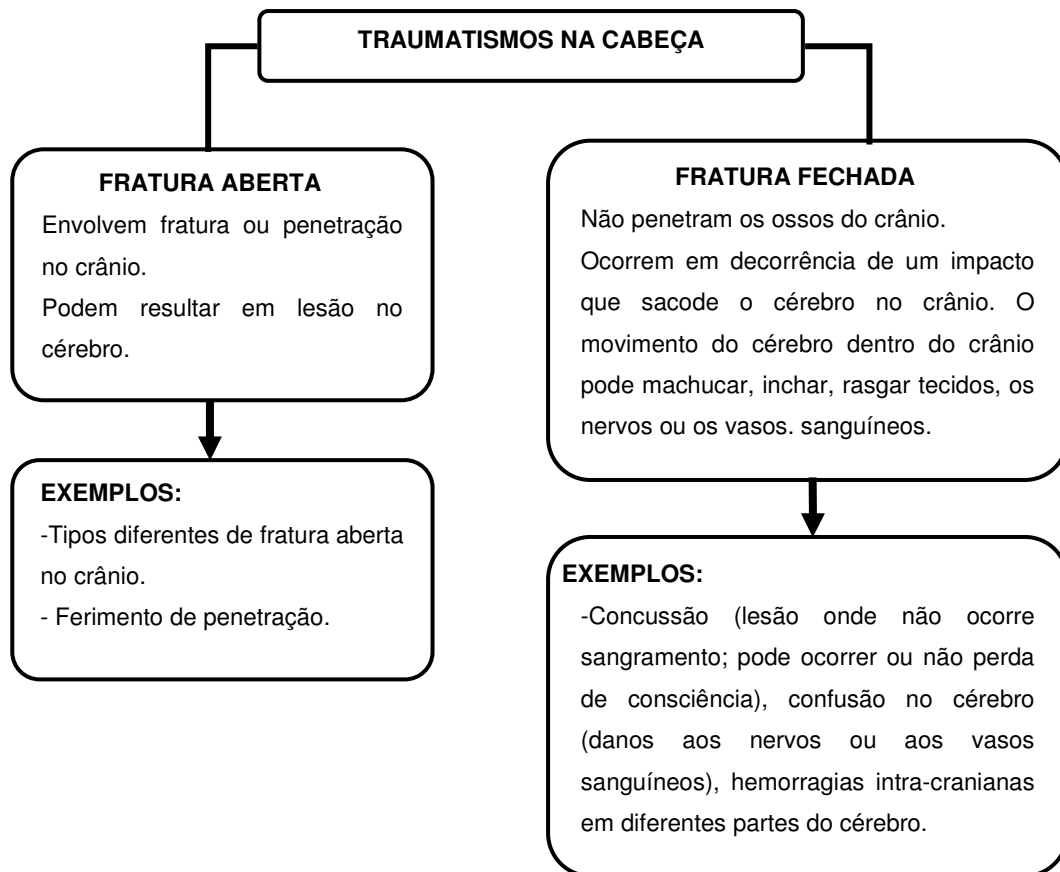 TRAUMATISMOS NA CABEÇA
FRATURA ABERTA
Envolvem fratura ou penetração
no crânio.
Podem resultar em lesão no
cérebro.
EXEMPLOS:
-Tipos diferentes de fratura aberta
no crânio.
- Ferimento de penetração.
FRATURA FECHADA
Não penetram os ossos do crânio.
Ocorrem em decorrência de um impacto
que sacode o cérebro no crânio. O
movimento do cérebro dentro do crânio
pode machucar, inchar, rasgar tecidos, os
nervos ou os vasos. sanguíneos.
EXEMPLOS:
-Concussão (lesão onde não ocorre
sangramento; pode ocorrer ou não perda
de consciência), confusão no cérebro
(danos aos nervos ou aos vasos
sanguíneos), hemorragias intra-cranianas
em diferentes partes do cérebro.